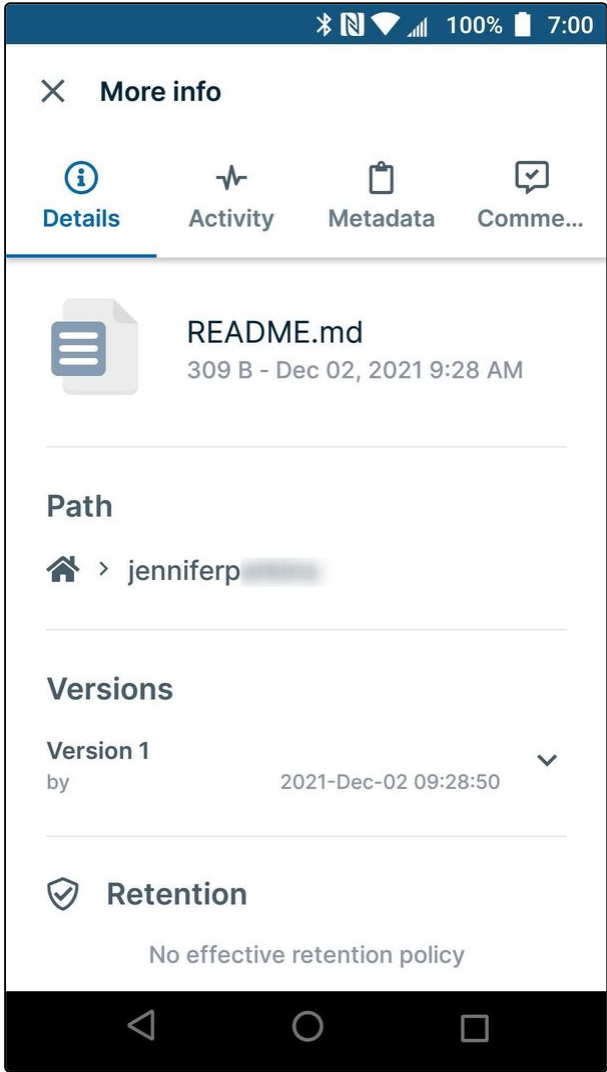 100% 7:00
More info
Details Activity Metadata Comme...
README.md
309 B - Dec 02, 2021 9:28 AM
Path
jenniferp
Versions
Version 1
by 2021-Dec-02 09:28:50
Retention
No effective retention policy